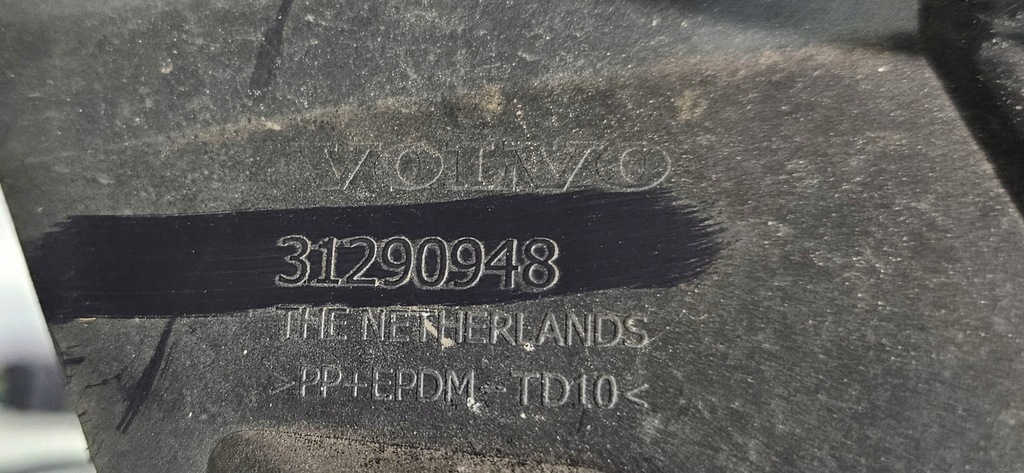 VOLVO
31290948
THE NETHERLANDS
>PP+EPDM-TD10<